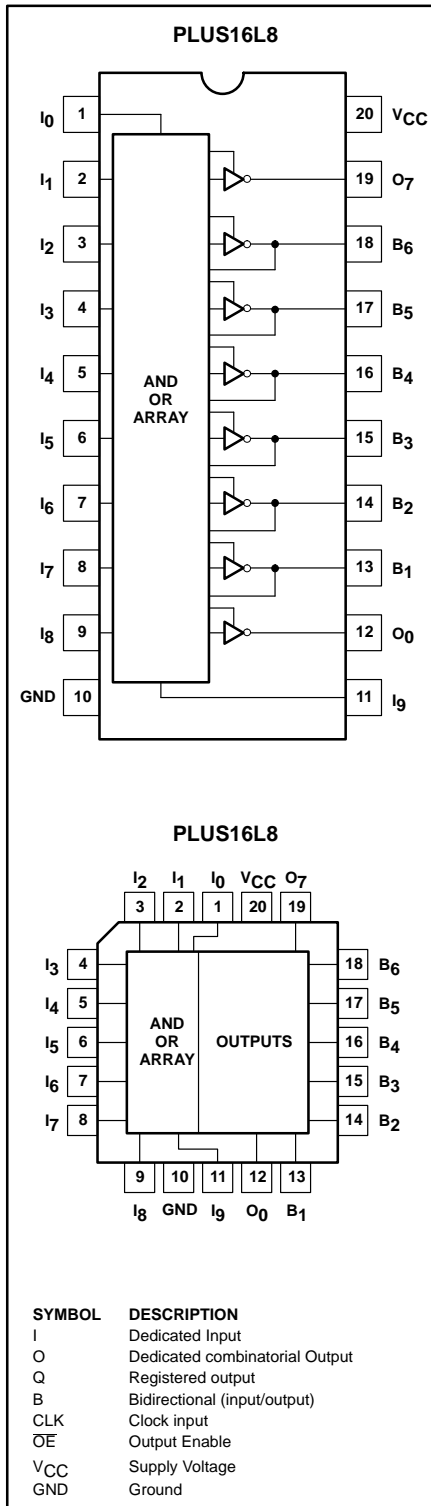 PLUS16L8
I0 1 20 VCC
I1 2 19 O7
I2 3 18 B6
I3 4 17 B5
I4 5 16 B4
AND
OR
ARRAY
I5 6 15 B3
I6 7 14 B2
I7 8 13 B1
I8 9 12 O0
GND 10 11 I9
PLUS16L8
I2 I1 I0 VCC O7
3 2 1 20 19
I3 4 18 B6
I4 5 17 B5
I5 6 16 B4
AND
OR
ARRAY
OUTPUTS
I6 7 15 B3
I7 8 14 B2
9 10 11 12 13
I8 GND I9 O0 B1
SYMBOL DESCRIPTION
I Dedicated Input
O Dedicated combinatorial Output
Q Registered output
B Bidirectional (input/output)
CLK Clock input
O̅E̅ Output Enable
VCC Supply Voltage
GND Ground